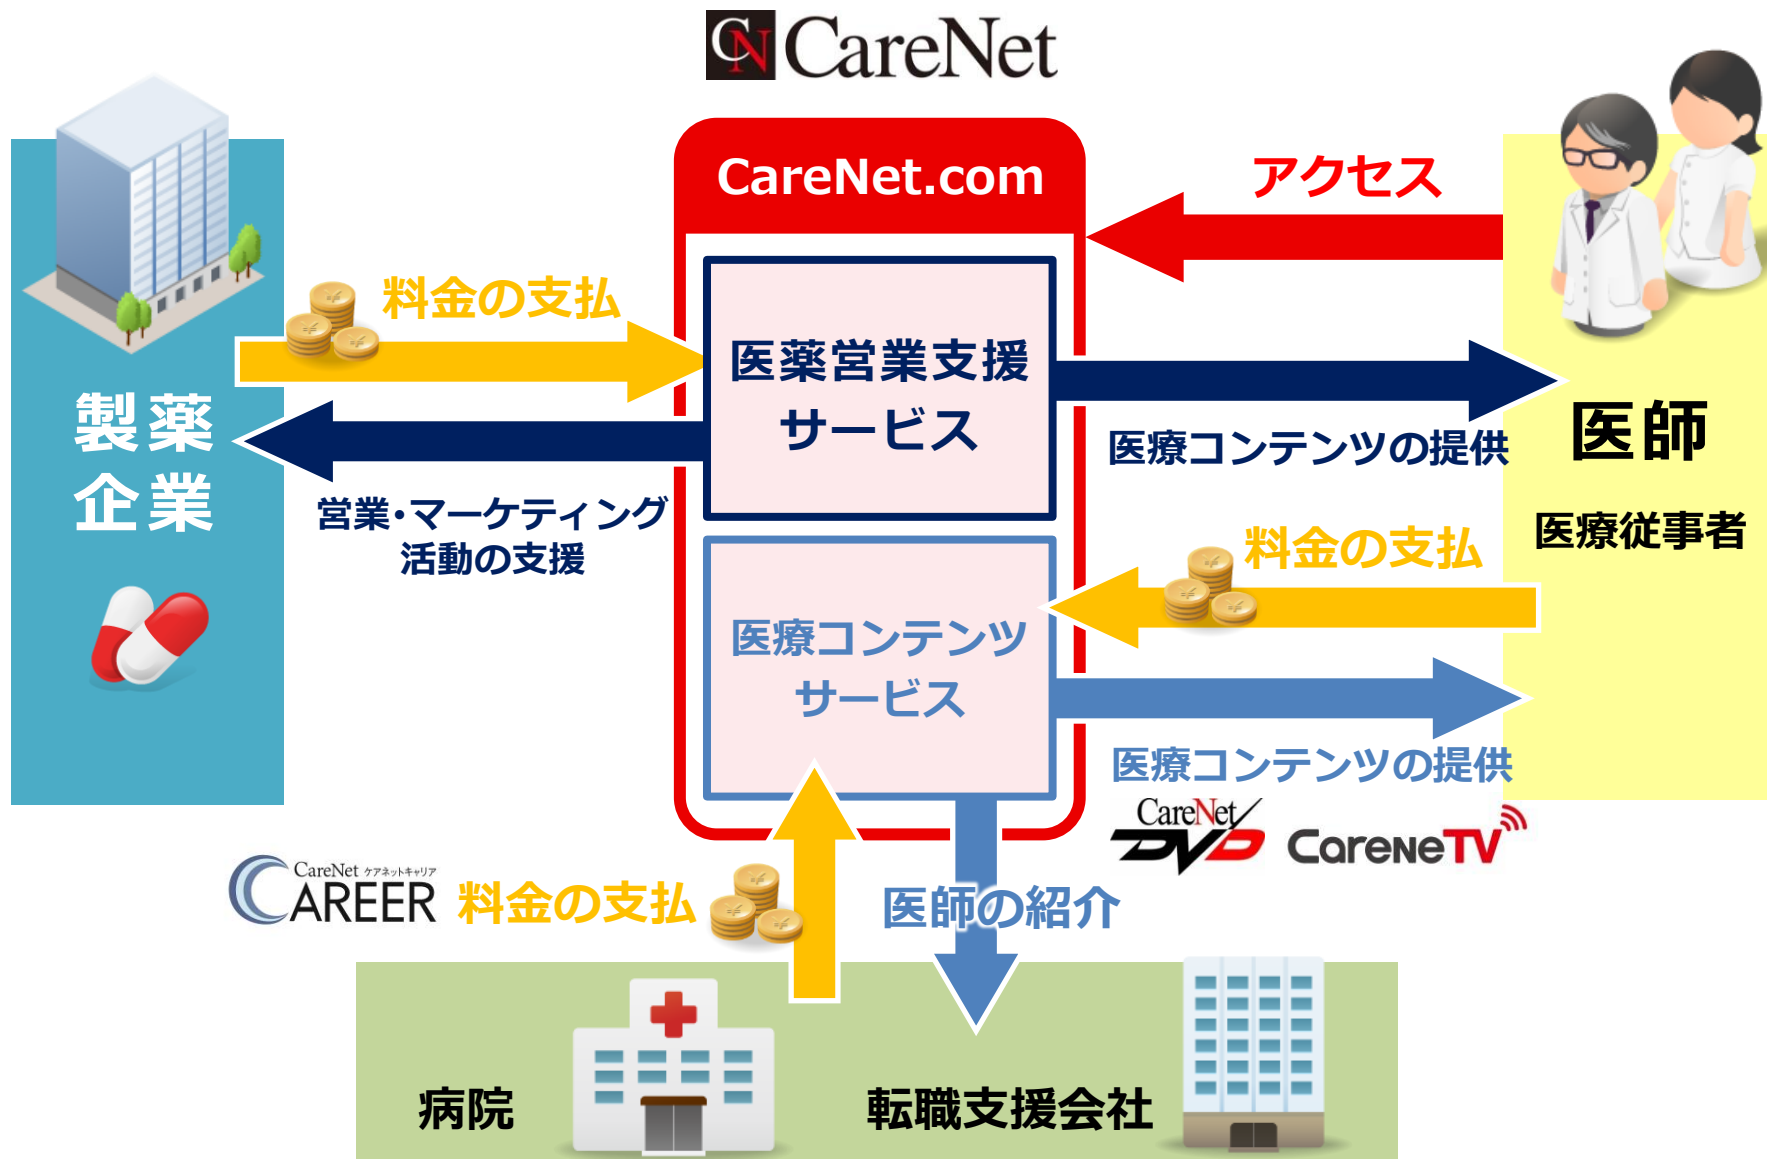 CN CareNet
CareNet.com
アクセス
料金の支払
医薬営業支援
サービス
製薬
企業
医師
医療コンテンツの提供
営業・マーケティング
活動の支援
医療従事者
料金の支払
医療コンテンツ
サービス
医療コンテンツの提供
CareNet
DVD
CareNeTV
CareNet ケアネットキャリア
CAREER
料金の支払
医師の紹介
病院
転職支援会社